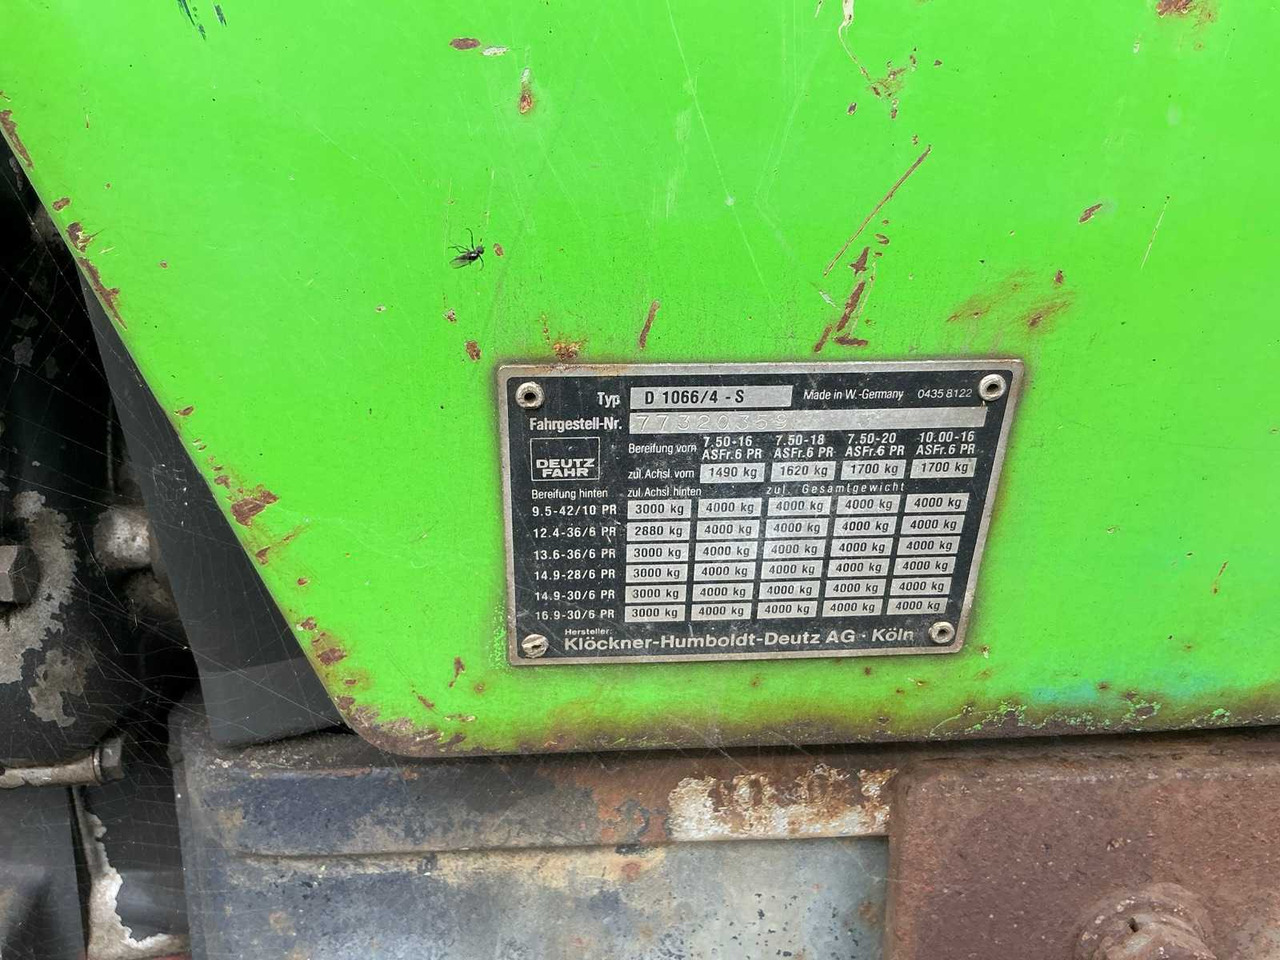 Typ D 1066/4 - S Made in W.-Germany 0435 8122
Fahrgestell-Nr. 77320359
DEUTZ
FAHR
Bereifung vorn 7.50-16 ASFr.6 PR 7.50-18 ASFr.6 PR 7.50-20 ASFr.6 PR 10.00-16 ASFr.6 PR
zul. Achsl. vorn 1490 kg 1620 kg 1700 kg 1700 kg
Bereifung hinten zul. Achsl. hinten zul. Gesamtgewicht
9.5-42/10 PR 3000 kg 4000 kg 4000 kg 4000 kg 4000 kg
12.4-36/6 PR 2880 kg 4000 kg 4000 kg 4000 kg 4000 kg
13.6-36/6 PR 3000 kg 4000 kg 4000 kg 4000 kg 4000 kg
14.9-28/6 PR 3000 kg 4000 kg 4000 kg 4000 kg 4000 kg
14.9-30/6 PR 3000 kg 4000 kg 4000 kg 4000 kg 4000 kg
16.9-30/6 PR 3000 kg 4000 kg 4000 kg 4000 kg 4000 kg
Hersteller:
Klöckner-Humboldt-Deutz AG · Köln